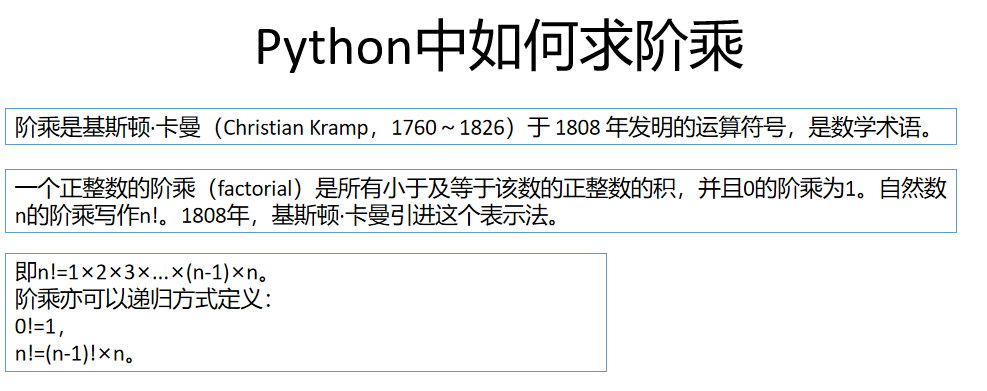 Python中如何求阶乘
阶乘是基斯顿·卡曼（Christian Kramp，1760～1826）于 1808 年发明的运算符号，是数学术语。
一个正整数的阶乘（factorial）是所有小于及等于该数的正整数的积，并且0的阶乘为1。自然数
n的阶乘写作n!。1808年，基斯顿·卡曼引进这个表示法。
即n!=1×2×3×...×(n-1)×n。
阶乘亦可以递归方式定义：
0!=1，
n!=(n-1)!×n。